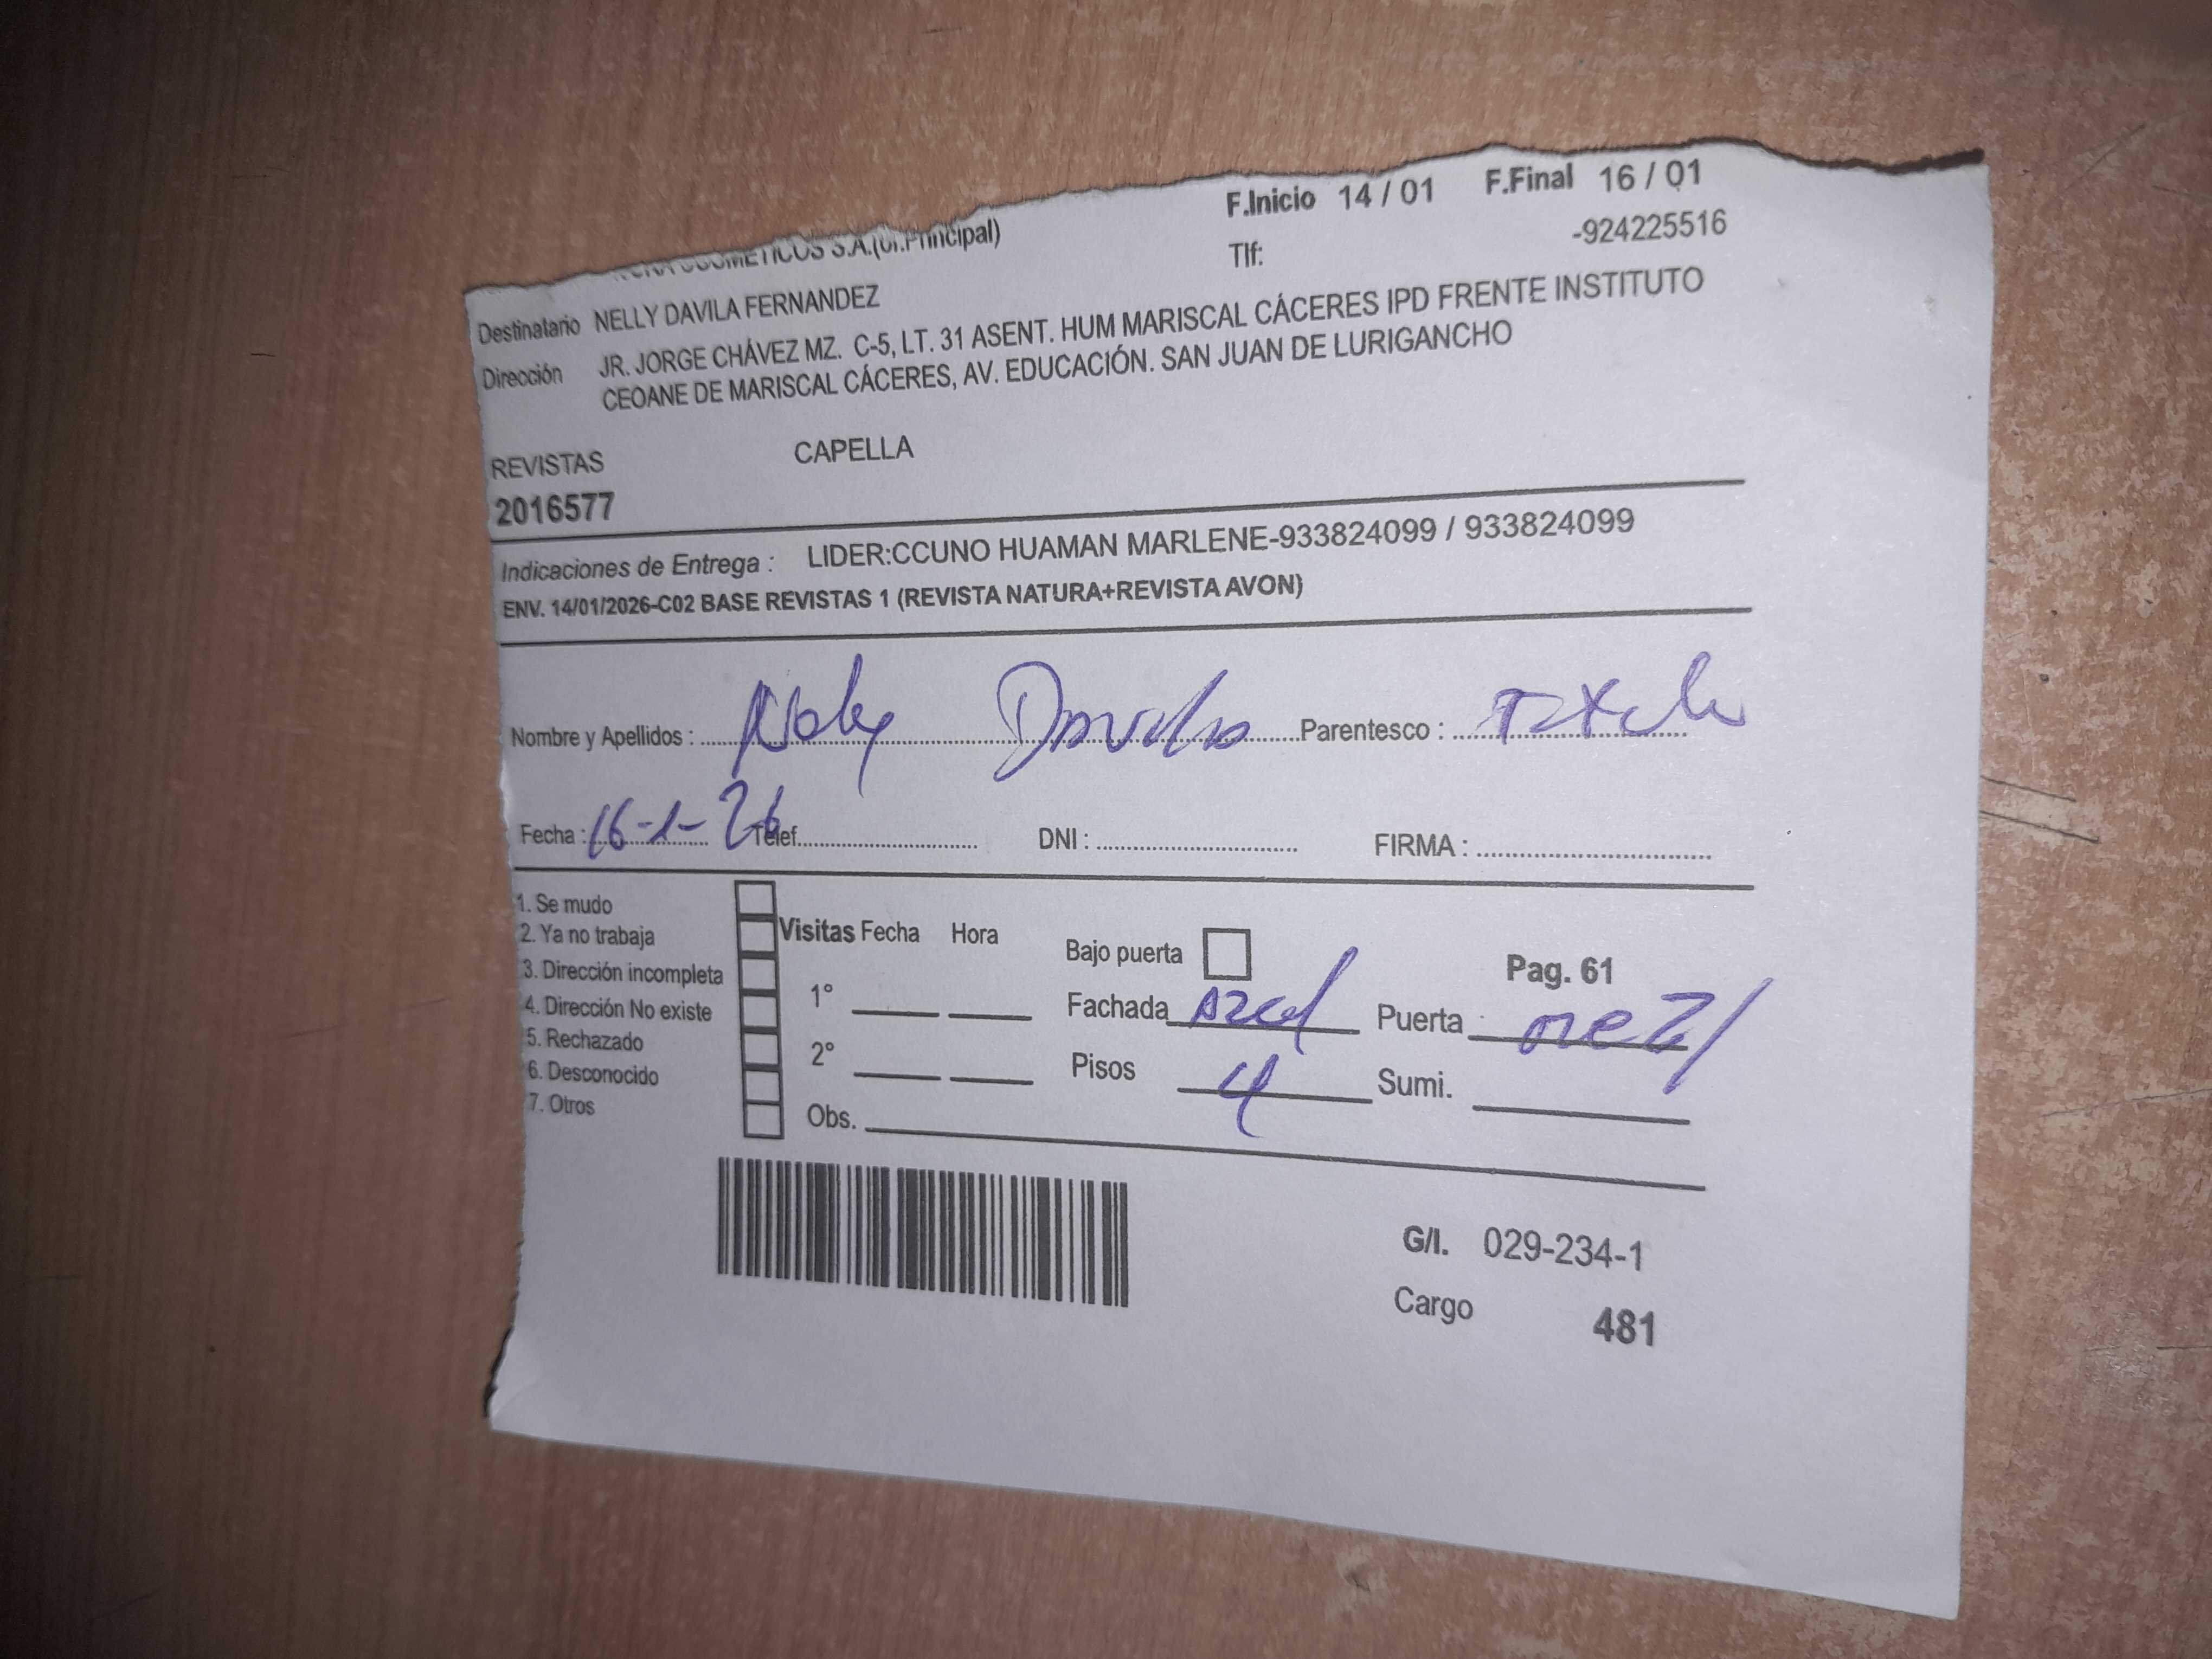 F.Inicio 14 / 01 F.Final 16 / 01
COSMETICOS S.A.(Of.Principal) Tlf: -924225516
Destinatario NELLY DAVILA FERNANDEZ
Dirección JR. JORGE CHÁVEZ MZ. C-5, LT. 31 ASENT. HUM MARISCAL CÁCERES IPD FRENTE INSTITUTO
CEOANE DE MARISCAL CÁCERES, AV. EDUCACIÓN. SAN JUAN DE LURIGANCHO
REVISTAS CAPELLA
2016577
Indicaciones de Entrega : LIDER:CCUNO HUAMAN MARLENE-933824099 / 933824099
ENV. 14/01/2026-C02 BASE REVISTAS 1 (REVISTA NATURA+REVISTA AVON)
Nombre y Apellidos : Nely Davila Parentesco :
Fecha : 16-1-26 Telef. DNI : FIRMA :
1. Se mudo
2. Ya no trabaja
3. Dirección incompleta
4. Dirección No existe
5. Rechazado
6. Desconocido
7. Otros
Visitas Fecha Hora
1°
2°
Obs.
Bajo puerta Pag. 61
Fachada azul Puerta
Pisos 4 Sumi.
G/I. 029-234-1
Cargo 481